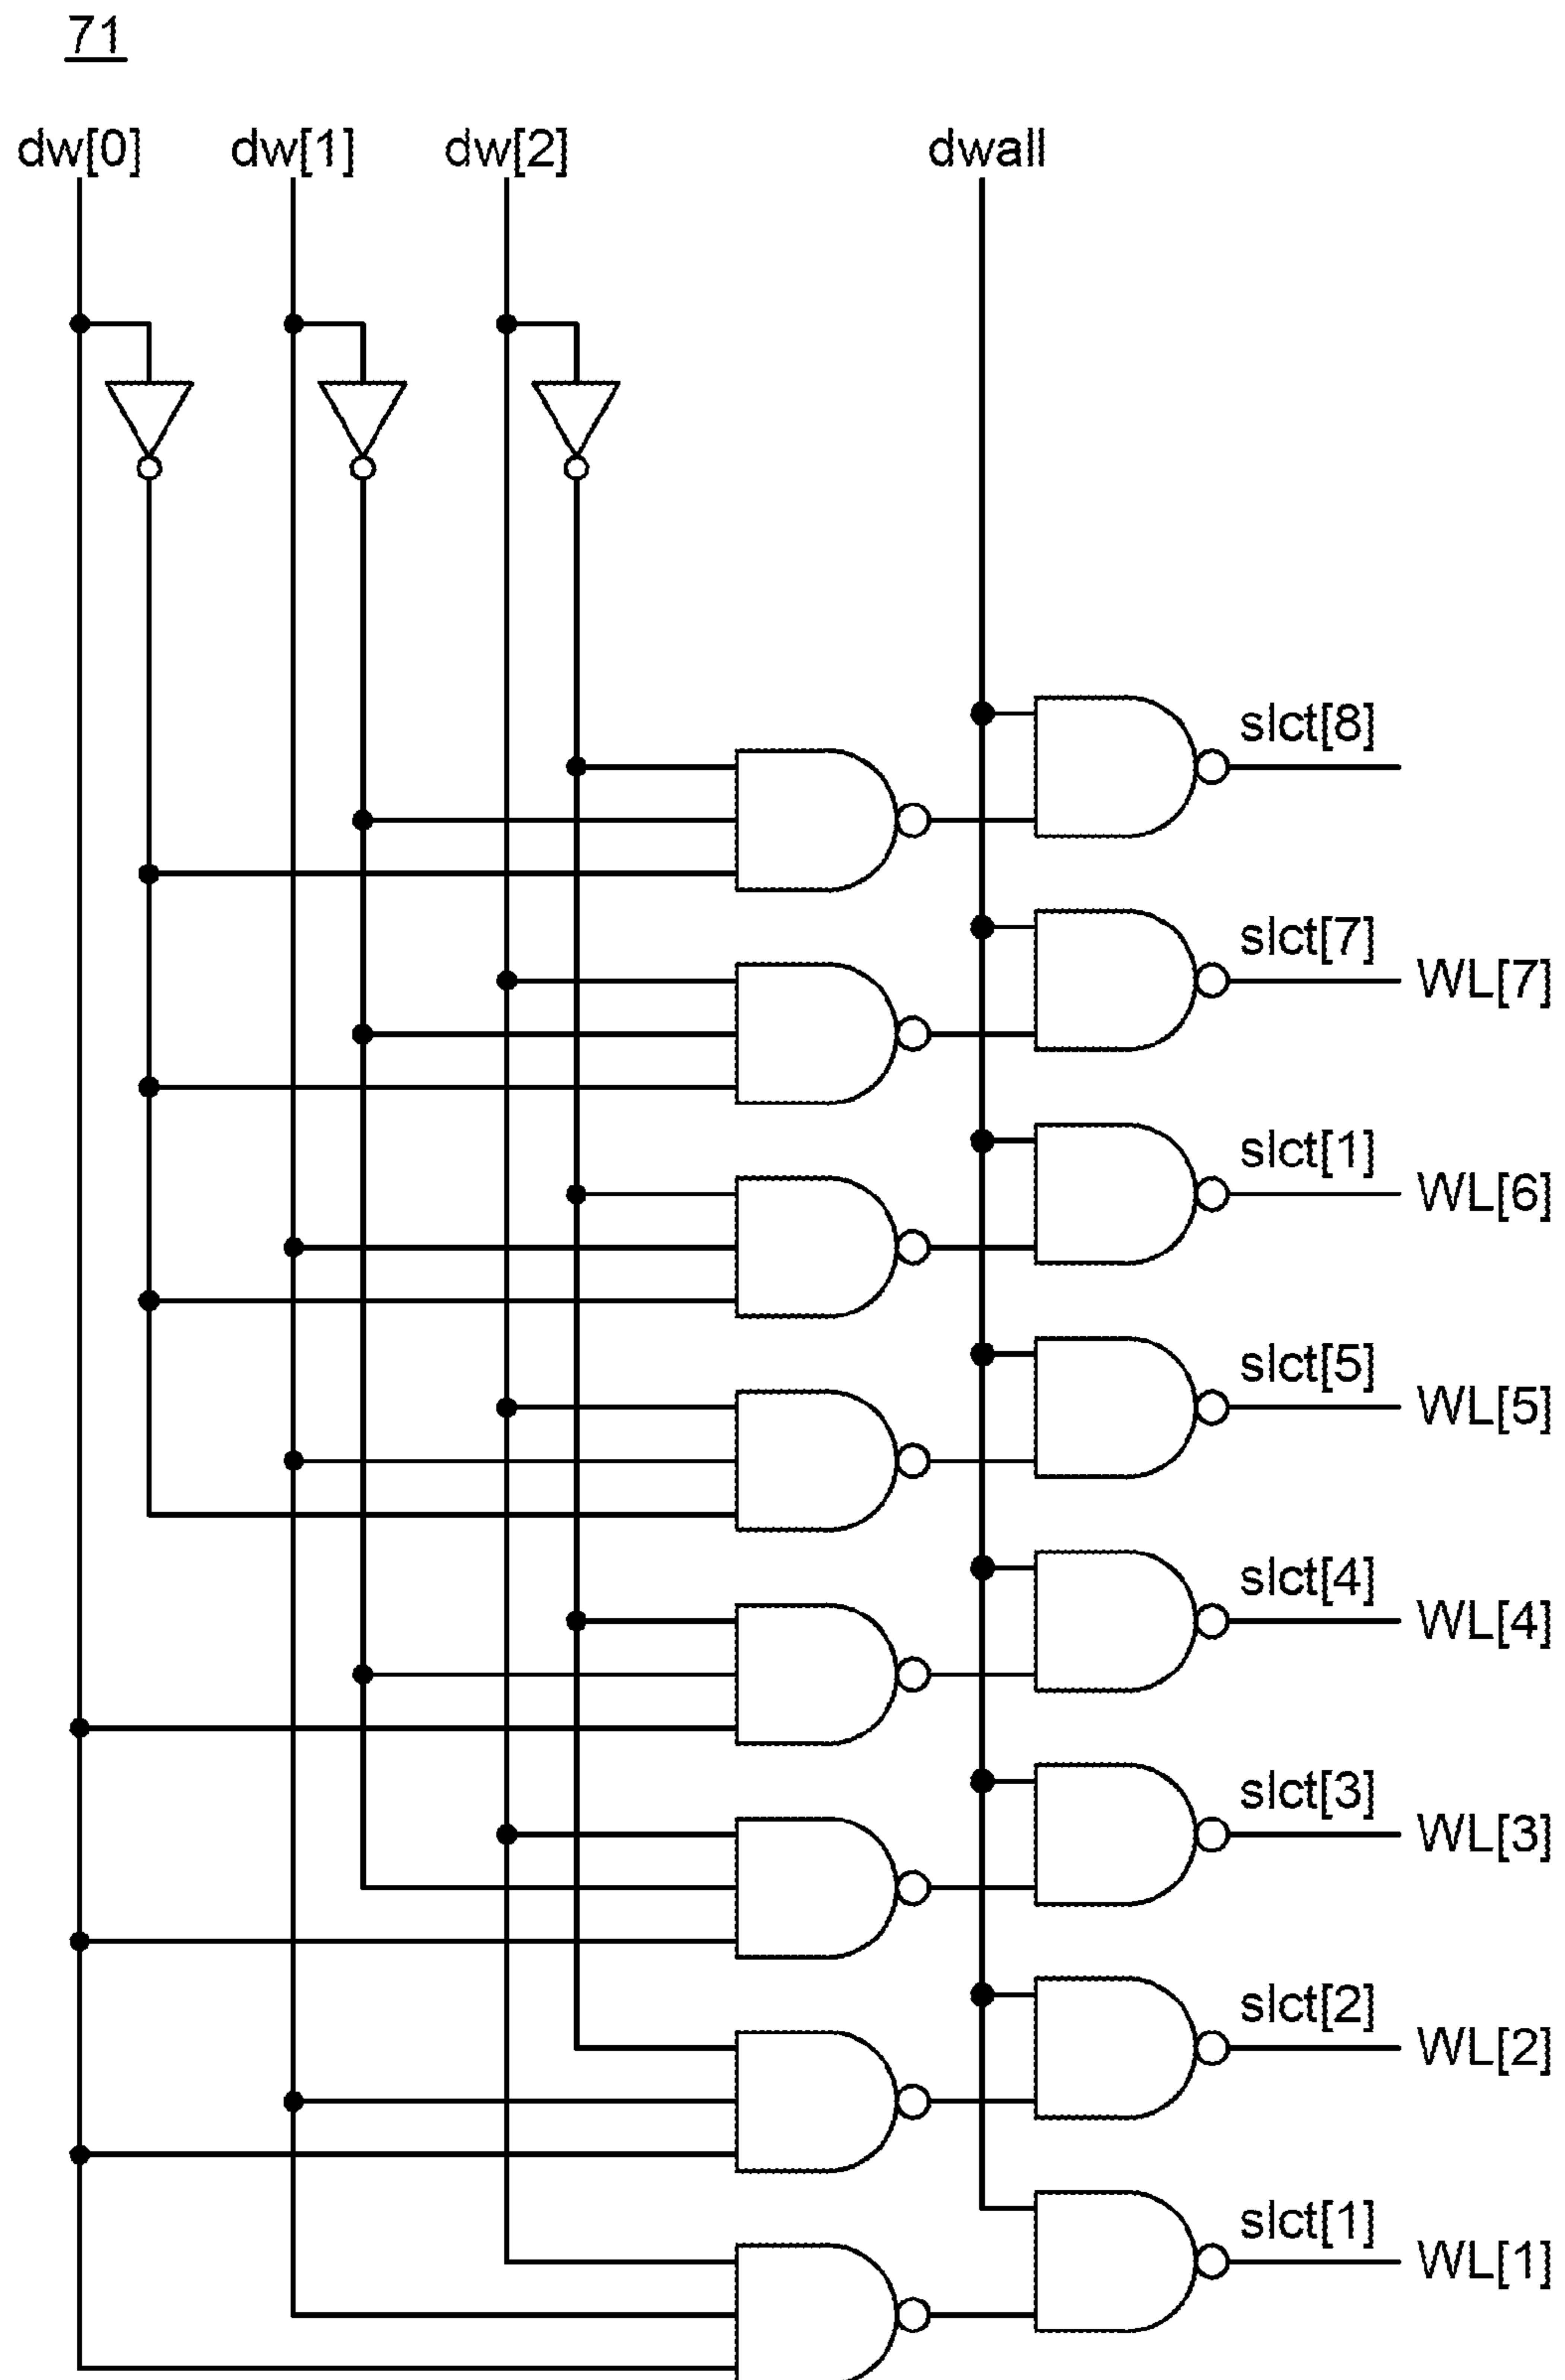 71
dw[0] dw[1] dw[2] dwall
slct[8]
slct[7]
WL[7]
slct[1]
WL[6]
slct[5]
WL[5]
slct[4]
WL[4]
slct[3]
WL[3]
slct[2]
WL[2]
slct[1]
WL[1]